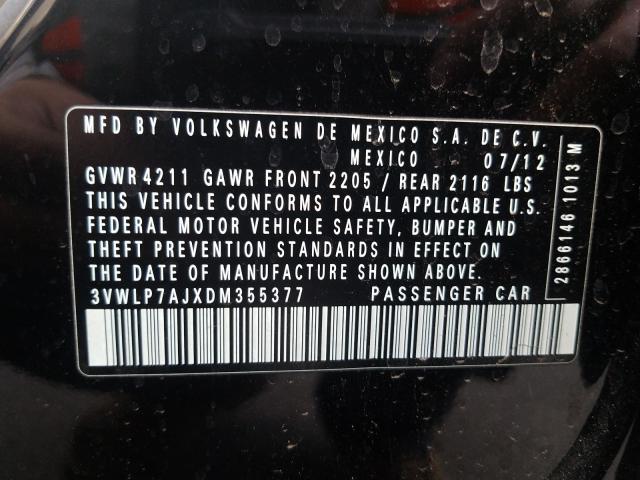 MFD BY VOLKSWAGEN DE MEXICO S.A. DE C.V.
MEXICO 07/12
GVWR 4211 GAWR FRONT 2205 / REAR 2116 LBS
THIS VEHICLE CONFORMS TO ALL APPLICABLE U.S.
FEDERAL MOTOR VEHICLE SAFETY, BUMPER AND
THEFT PREVENTION STANDARDS IN EFFECT ON
THE DATE OF MANUFACTURE SHOWN ABOVE.
3VWLP7AJXDM355377 PASSENGER CAR
2866146 1013 M